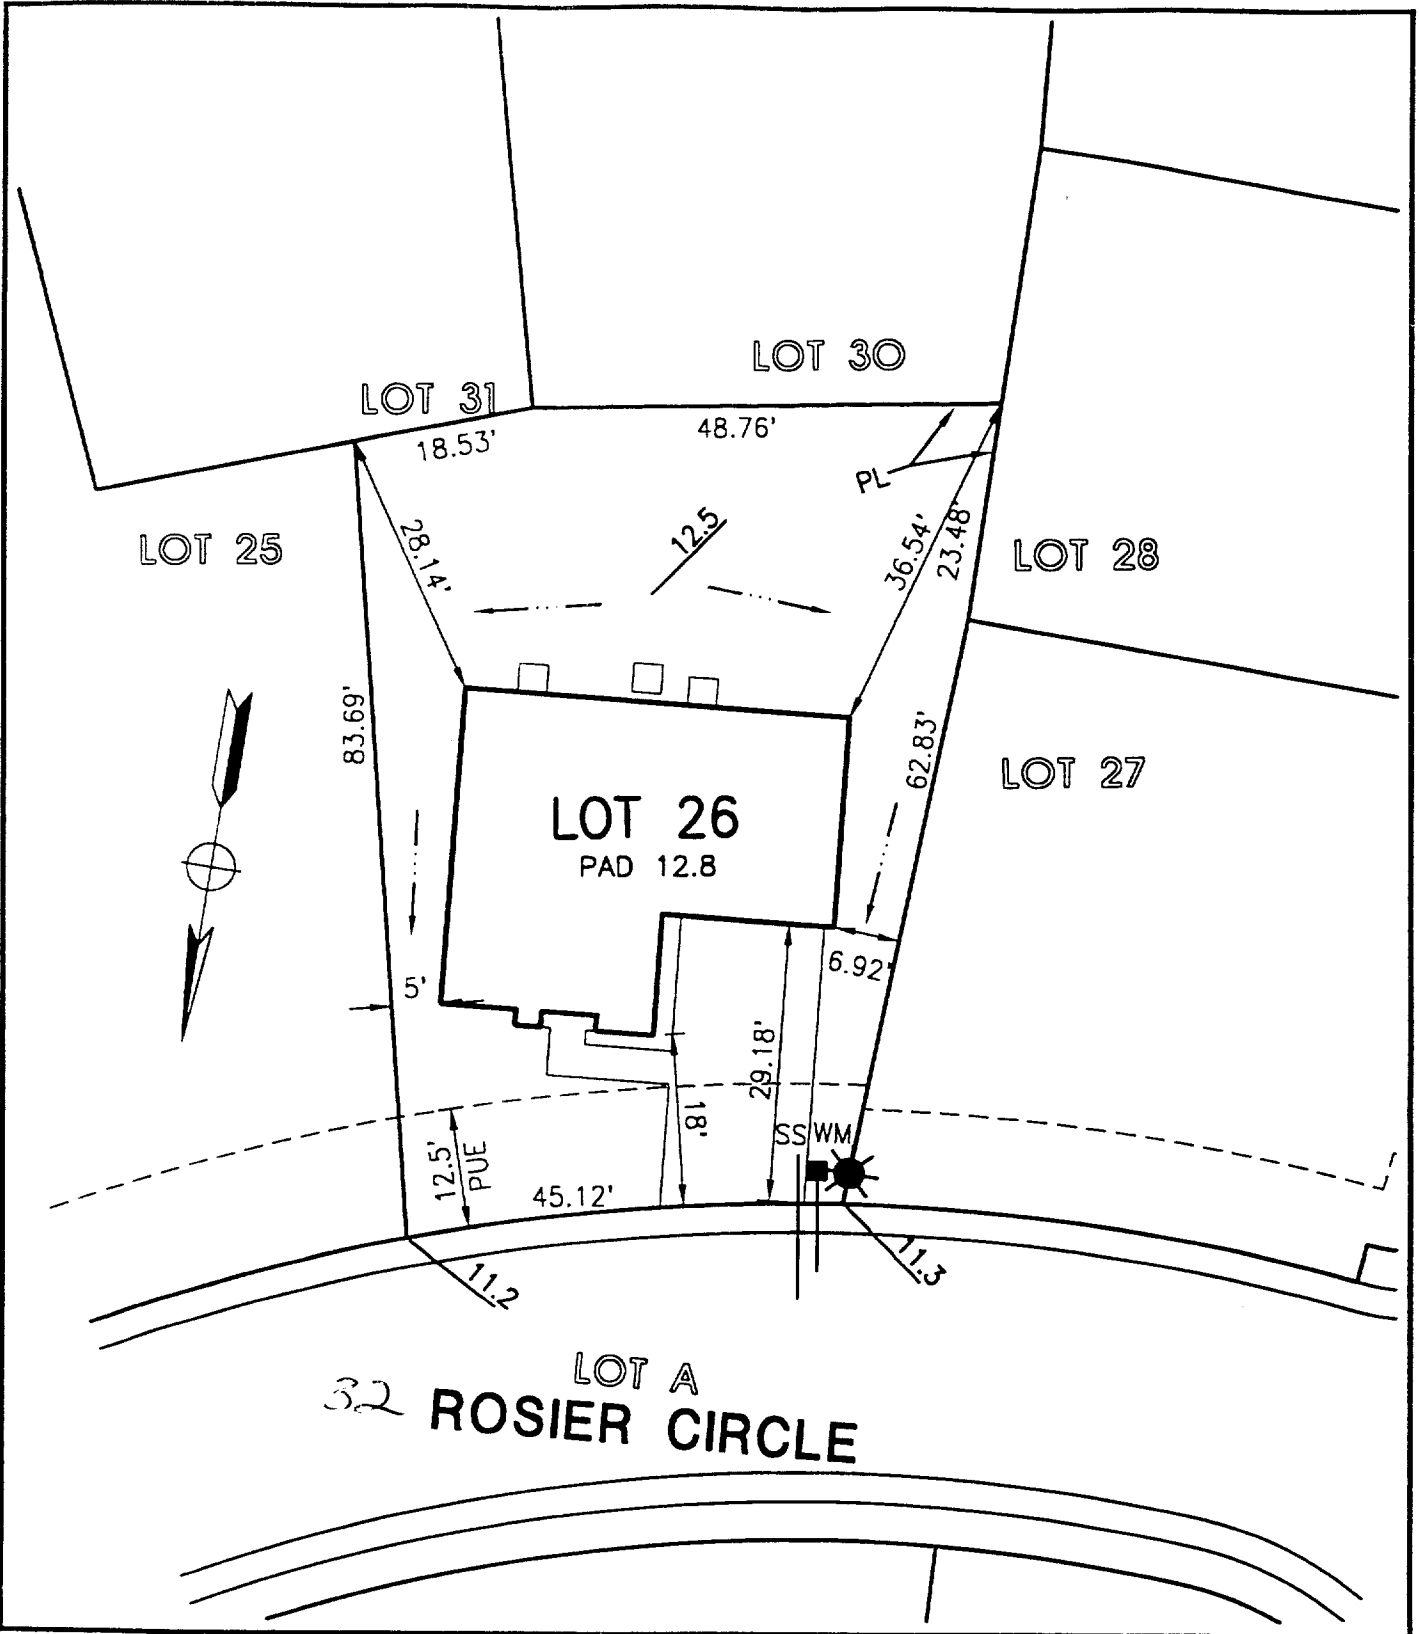 LOT 30
LOT 31
48.76'
18.53'
PL
12.5
28.14'
36.54'
23.48'
LOT 25
LOT 28
83.69'
62.83'
LOT 27
LOT 26
PAD 12.8
6.92'
5'
29.18'
18'
SS WM
12.5'
PUE
45.12'
11.2
11.3
LOT A
32 ROSIER CIRCLE